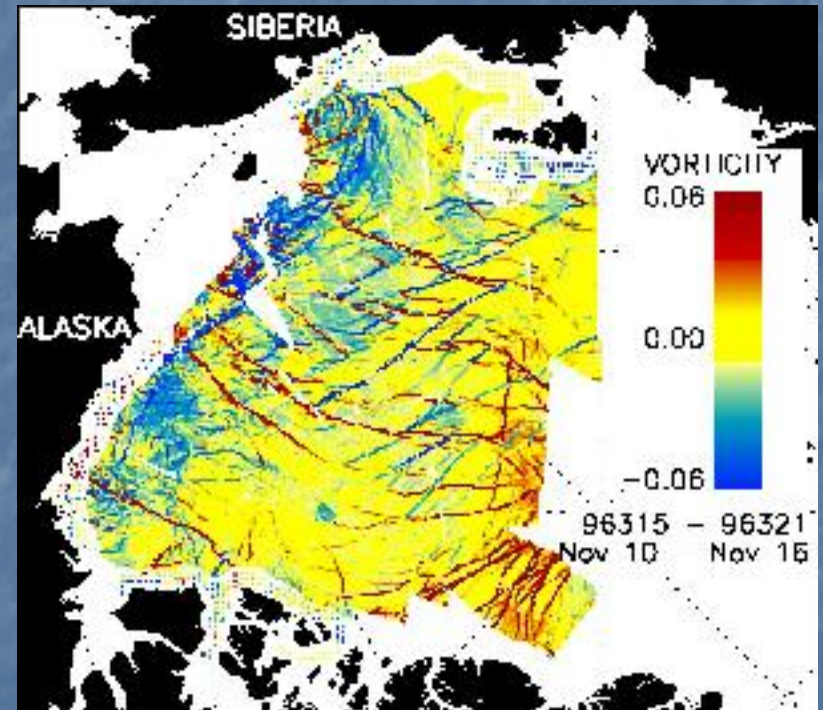 SIBERIA
VORTICITY
0.06
ALASKA
0.00
-0.06
96315 - 96321
Nov 10 Nov 16